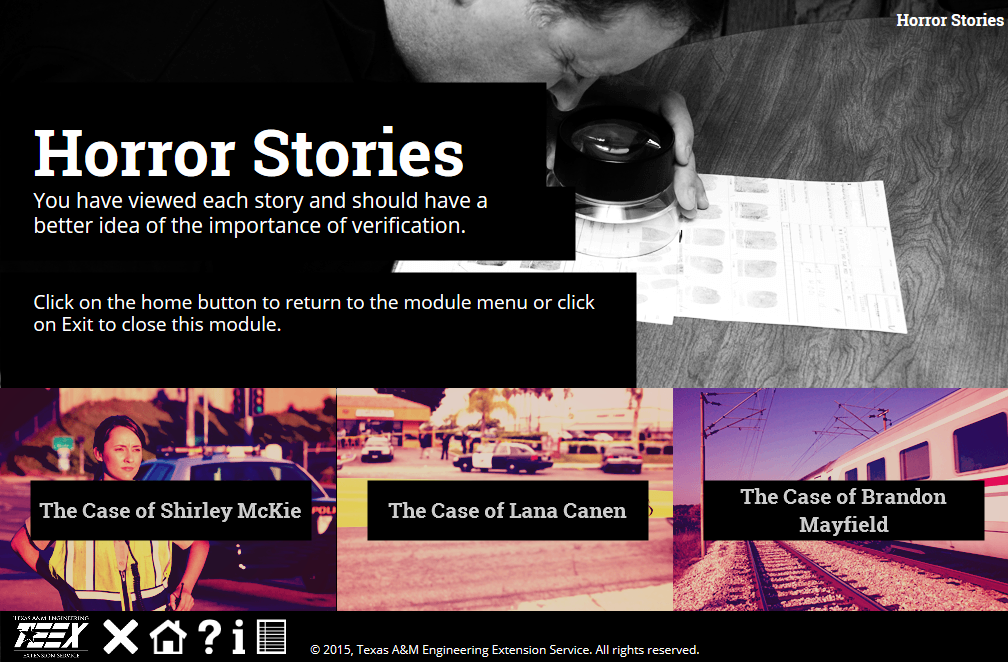 Horror Stories
Horror Stories
You have viewed each story and should have a
better idea of the importance of verification.
Click on the home button to return to the module menu or click
on Exit to close this module.
The Case of Shirley McKie
The Case of Lana Canen
The Case of Brandon
Mayfield
TEXAS A&M ENGINEERING
TEEX
EXTENSION SERVICE
© 2015, Texas A&M Engineering Extension Service. All rights reserved.